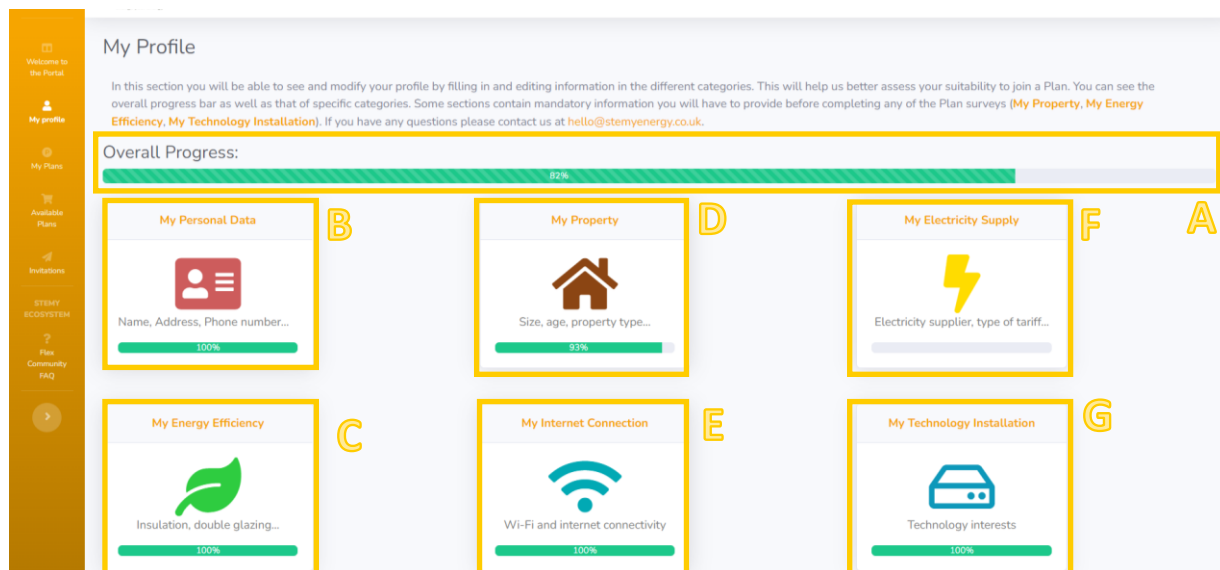 Welcome to
the Portal
My profile
My Plans
Available
Plans
Invitations
STEMY
ECOSYSTEM
?
Flex
Community
FAQ
My Profile
In this section you will be able to see and modify your profile by filling in and editing information in the different categories. This will help us better assess your suitability to join a Plan. You can see the
overall progress bar as well as that of specific categories. Some sections contain mandatory information you will have to provide before completing any of the Plan surveys (My Property, My Energy
Efficiency, My Technology Installation). If you have any questions please contact us at hello@stemyenergy.co.uk.
Overall Progress:
82%
A
My Personal Data
Name, Address, Phone number...
100%
B
My Property
Size, age, property type...
93%
D
My Electricity Supply
Electricity supplier, type of tariff...
F
My Energy Efficiency
Insulation, double glazing...
100%
C
My Internet Connection
Wi-Fi and internet connectivity
100%
E
My Technology Installation
Technology interests
100%
G